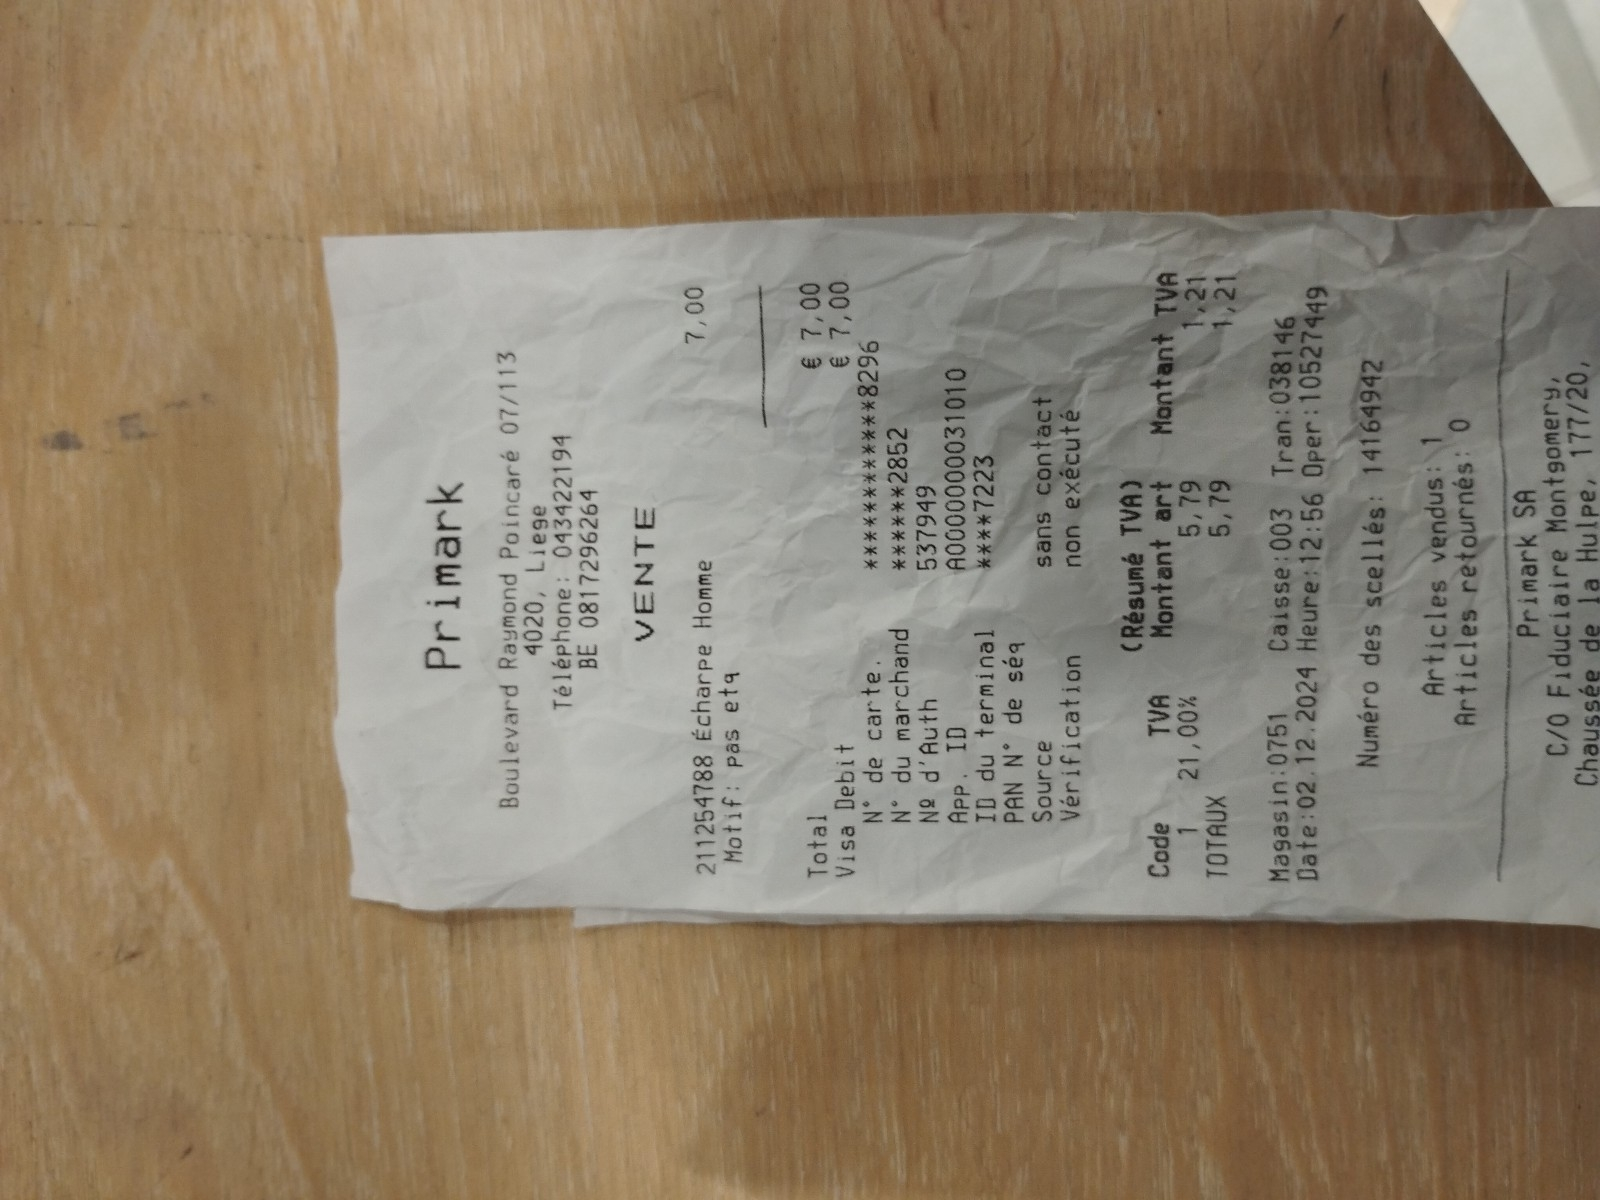 Primark
Boulevard Raymond Poincaré 07/113
4020, Liege
Téléphone: 043422194
BE 0817296264
VENTE
211254788 Écharpe Homme 7,00
Motif: pas etq
Total € 7,00
Visa Debit € 7,00
N° de carte. ************8296
N° du marchand ******2852
Nº d'Auth 537949
App. ID A0000000031010
ID du terminal ****7223
PAN N° de séq
Source sans contact
Vérification non exécuté
(Résumé TVA)
Code TVA Montant art Montant TVA
1 21,00% 5,79 1,21
TOTAUX 5,79 1,21
Magasin:0751 Caisse:003 Tran:038146
Date:02.12.2024 Heure:12:56 Oper:10527449
Numéro des scellés: 14164942
Articles vendus: 1
Articles retournés: 0
Primark SA
C/O Fiduciaire Montgomery,
Chaussée de la Hulpe, 177/20,